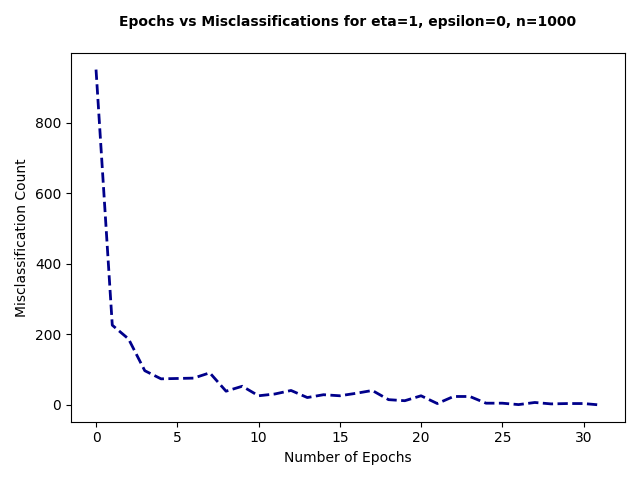 Epochs vs Misclassifications for eta=1, epsilon=0, n=1000
Misclassification Count
800
600
400
200
0
0 5 10 15 20 25 30
Number of Epochs